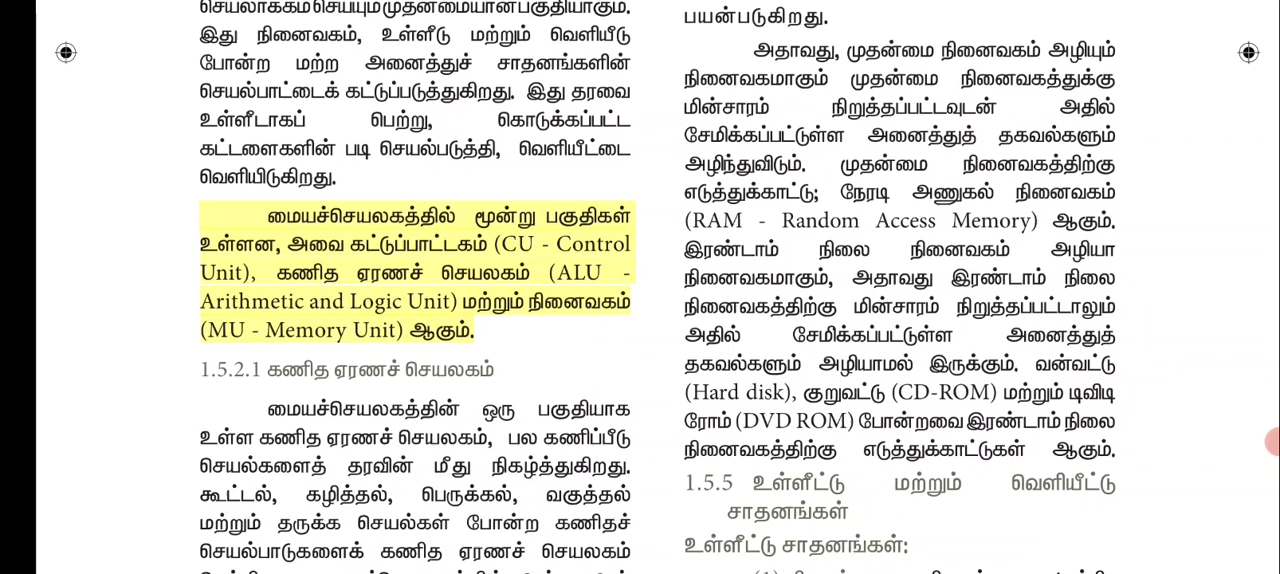 செயலாக்கம் செய்யும் முதன்மையான பகுதியாகும்.
இது நினைவகம், உள்ளீடு மற்றும் வெளியீடு
போன்ற மற்ற அனைத்துச் சாதனங்களின்
செயல்பாட்டைக் கட்டுப்படுத்துகிறது. இது தரவை
உள்ளீடாகப் பெற்று, கொடுக்கப்பட்ட
கட்டளைகளின் படி செயல்படுத்தி, வெளியீட்டை
வெளியிடுகிறது.
மையச்செயலகத்தில் மூன்று பகுதிகள்
உள்ளன, அவை கட்டுப்பாட்டகம் (CU - Control
Unit), கணித ஏரணச் செயலகம் (ALU -
Arithmetic and Logic Unit) மற்றும் நினைவகம்
(MU - Memory Unit) ஆகும்.
1.5.2.1 கணித ஏரணச் செயலகம்
மையச்செயலகத்தின் ஒரு பகுதியாக
உள்ள கணித ஏரணச் செயலகம், பல கணிப்பீடு
செயல்களைத் தரவின் மீது நிகழ்த்துகிறது.
கூட்டல், கழித்தல், பெருக்கல், வகுத்தல்
மற்றும் தருக்க செயல்கள் போன்ற கணிதச்
செயல்பாடுகளைக் கணித ஏரணச் செயலகம்
பயன்படுகிறது.
அதாவது, முதன்மை நினைவகம் அழியும்
நினைவகமாகும் முதன்மை நினைவகத்துக்கு
மின்சாரம் நிறுத்தப்பட்டவுடன் அதில்
சேமிக்கப்பட்டுள்ள அனைத்துத் தகவல்களும்
அழிந்துவிடும். முதன்மை நினைவகத்திற்கு
எடுத்துக்காட்டு; நேரடி அணுகல் நினைவகம்
(RAM - Random Access Memory) ஆகும்.
இரண்டாம் நிலை நினைவகம் அழியா
நினைவகமாகும், அதாவது இரண்டாம் நிலை
நினைவகத்திற்கு மின்சாரம் நிறுத்தப்பட்டாலும்
அதில் சேமிக்கப்பட்டுள்ள அனைத்துத்
தகவல்களும் அழியாமல் இருக்கும். வன்வட்டு
(Hard disk), குறுவட்டு (CD-ROM) மற்றும் டிவிடி
ரோம் (DVD ROM) போன்றவை இரண்டாம் நிலை
நினைவகத்திற்கு எடுத்துக்காட்டுகள் ஆகும்.
1.5.5 உள்ளீட்டு மற்றும் வெளியீட்டு
சாதனங்கள்
உள்ளீட்டு சாதனங்கள்: